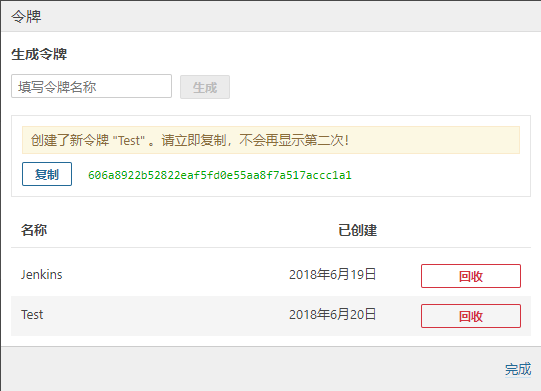 令牌
生成令牌
填写令牌名称 生成
创建了新令牌 "Test" 。请立即复制，不会再显示第二次！
复制 606a8922b52822eaf5fd0e55aa8f7a517accc1a1
名称 已创建
Jenkins 2018年6月19日 回收
Test 2018年6月20日 回收
完成